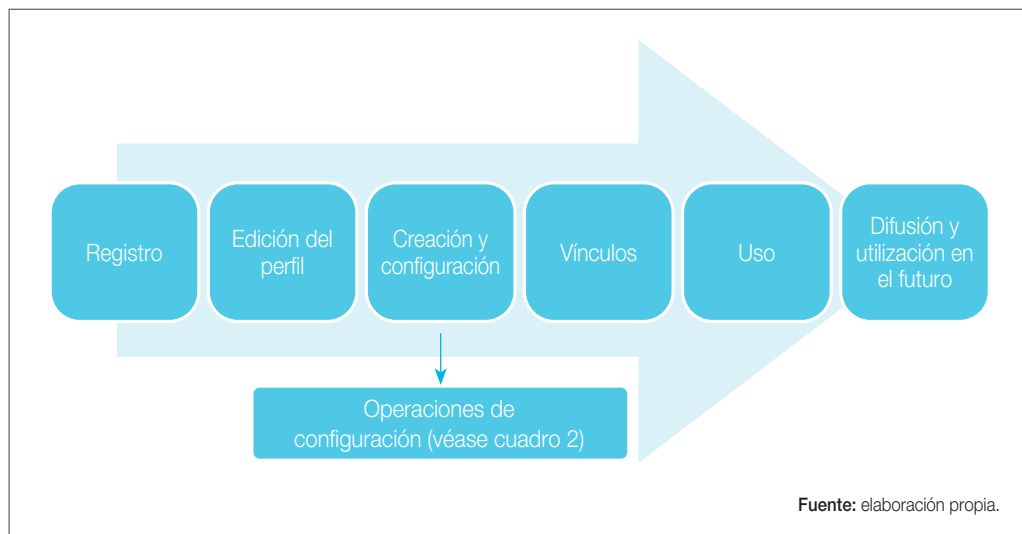 Registro
Edición del
perfil
Creación y
configuración
Vínculos
Uso
Difusión y
utilización en
el futuro
Operaciones de
configuración (véase cuadro 2)
Fuente: elaboración propia.